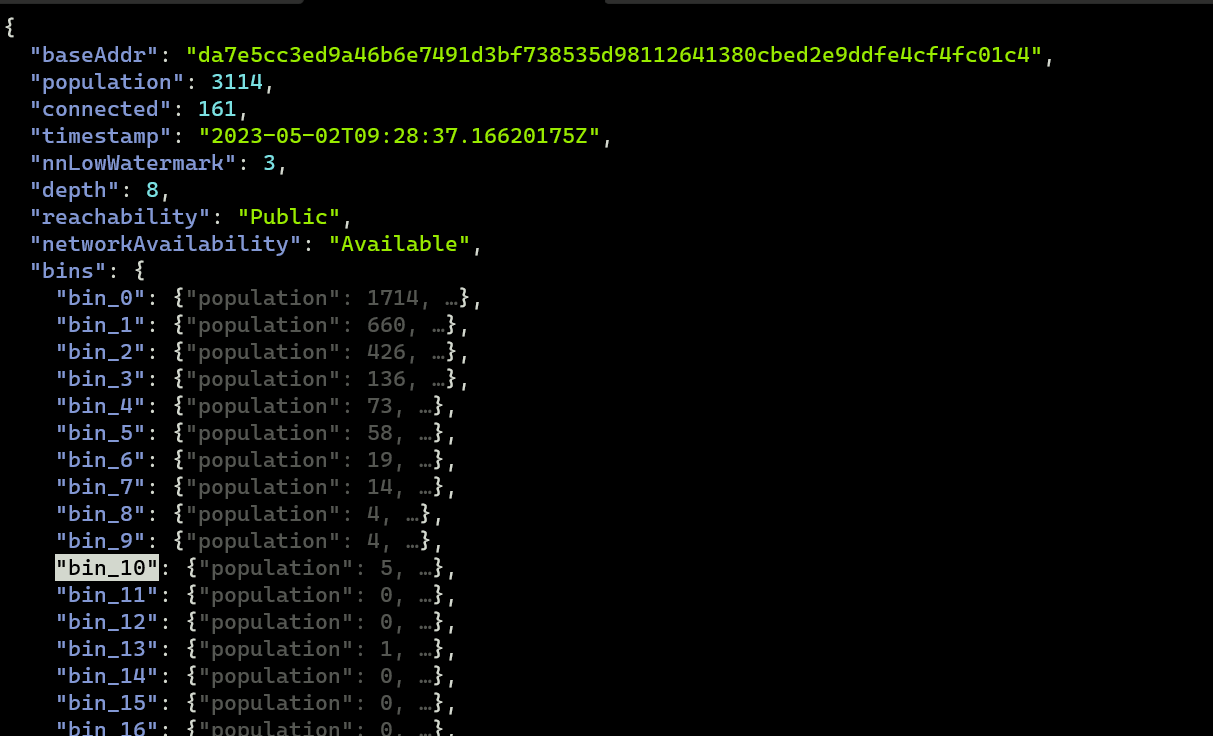 {
"baseAddr": "da7e5cc3ed9a46b6e7491d3bf738535d98112641380cbed2e9ddfe4cf4fc01c4",
"population": 3114,
"connected": 161,
"timestamp": "2023-05-02T09:28:37.16620175Z",
"nnLowWatermark": 3,
"depth": 8,
"reachability": "Public",
"networkAvailability": "Available",
"bins": {
"bin_0": {"population": 1714, …},
"bin_1": {"population": 660, …},
"bin_2": {"population": 426, …},
"bin_3": {"population": 136, …},
"bin_4": {"population": 73, …},
"bin_5": {"population": 58, …},
"bin_6": {"population": 19, …},
"bin_7": {"population": 14, …},
"bin_8": {"population": 4, …},
"bin_9": {"population": 4, …},
"bin_10": {"population": 5, …},
"bin_11": {"population": 0, …},
"bin_12": {"population": 0, …},
"bin_13": {"population": 1, …},
"bin_14": {"population": 0, …},
"bin_15": {"population": 0, …},
"bin_16": {"population": 0, …},